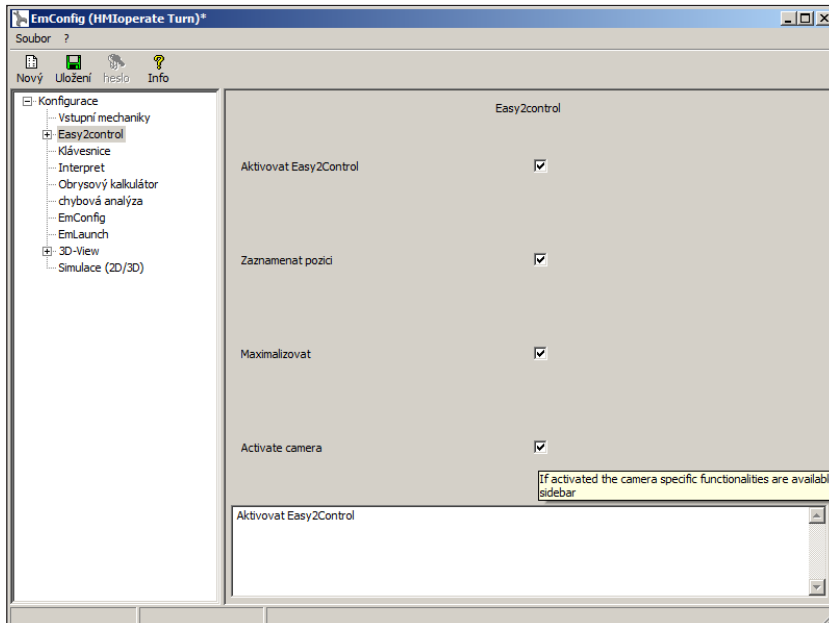 EmConfig (HMIoperate Turn)*
Soubor ?
Nový Uložení heslo Info
Konfigurace
Vstupní mechaniky
Easy2control
Klávesnice
Interpret
Obrysový kalkulátor
chybová analýza
EmConfig
EmLaunch
3D-View
Simulace (2D/3D)
Easy2control
Aktivovat Easy2Control
Zaznamenat pozici
Maximalizovat
Activate camera
If activated the camera specific functionalities are availabl
sidebar
Aktivovat Easy2Control